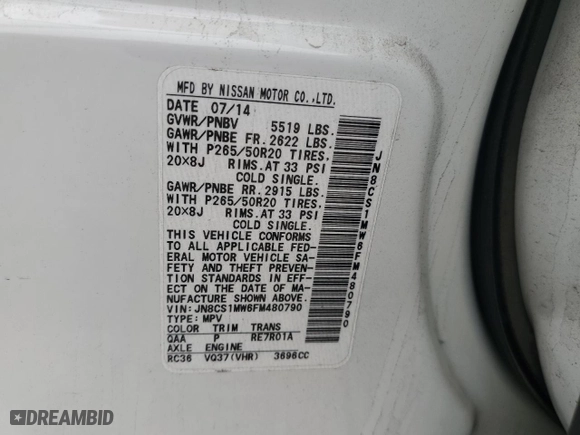 MFD BY NISSAN MOTOR CO.,LTD.
DATE 07/14
GVWR/PNBV 5519 LBS.
GAWR/PNBE FR. 2622 LBS.
WITH P265/50R20 TIRES,
20X8J RIMS.AT 33 PSI
COLD SINGLE.
GAWR/PNBE RR. 2915 LBS.
WITH P265/50R20 TIRES,
20X8J RIMS.AT 33 PSI
COLD SINGLE.
THIS VEHICLE CONFORMS
TO ALL APPLICABLE FED-
ERAL MOTOR VEHICLE SA-
FETY AND THEFT PREVEN-
TION STANDARDS IN EFF-
ECT ON THE DATE OF MA-
NUFACTURE SHOWN ABOVE.
VIN: JN8CS1MW6FM480790
TYPE: MPV
COLOR TRIM TRANS
QAA P RE7R01A
AXLE ENGINE
RC36 VQ37(VHR) 3696CC
JN8CS1MW6FM480790
DREAMBID